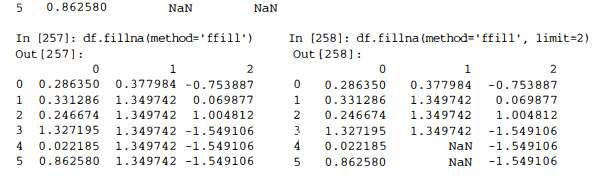 5 0.862580 NaN NaN
In [257]: df.fillna(method='ffill')
Out[257]:
0 1 2
0 0.286350 0.377984 -0.753887
1 0.331286 1.349742 0.069877
2 0.246674 1.349742 1.004812
3 1.327195 1.349742 -1.549106
4 0.022185 1.349742 -1.549106
5 0.862580 1.349742 -1.549106
In [258]: df.fillna(method='ffill', limit=2)
Out[258]:
0 1 2
0 0.286350 0.377984 -0.753887
1 0.331286 1.349742 0.069877
2 0.246674 1.349742 1.004812
3 1.327195 1.349742 -1.549106
4 0.022185 NaN -1.549106
5 0.862580 NaN -1.549106